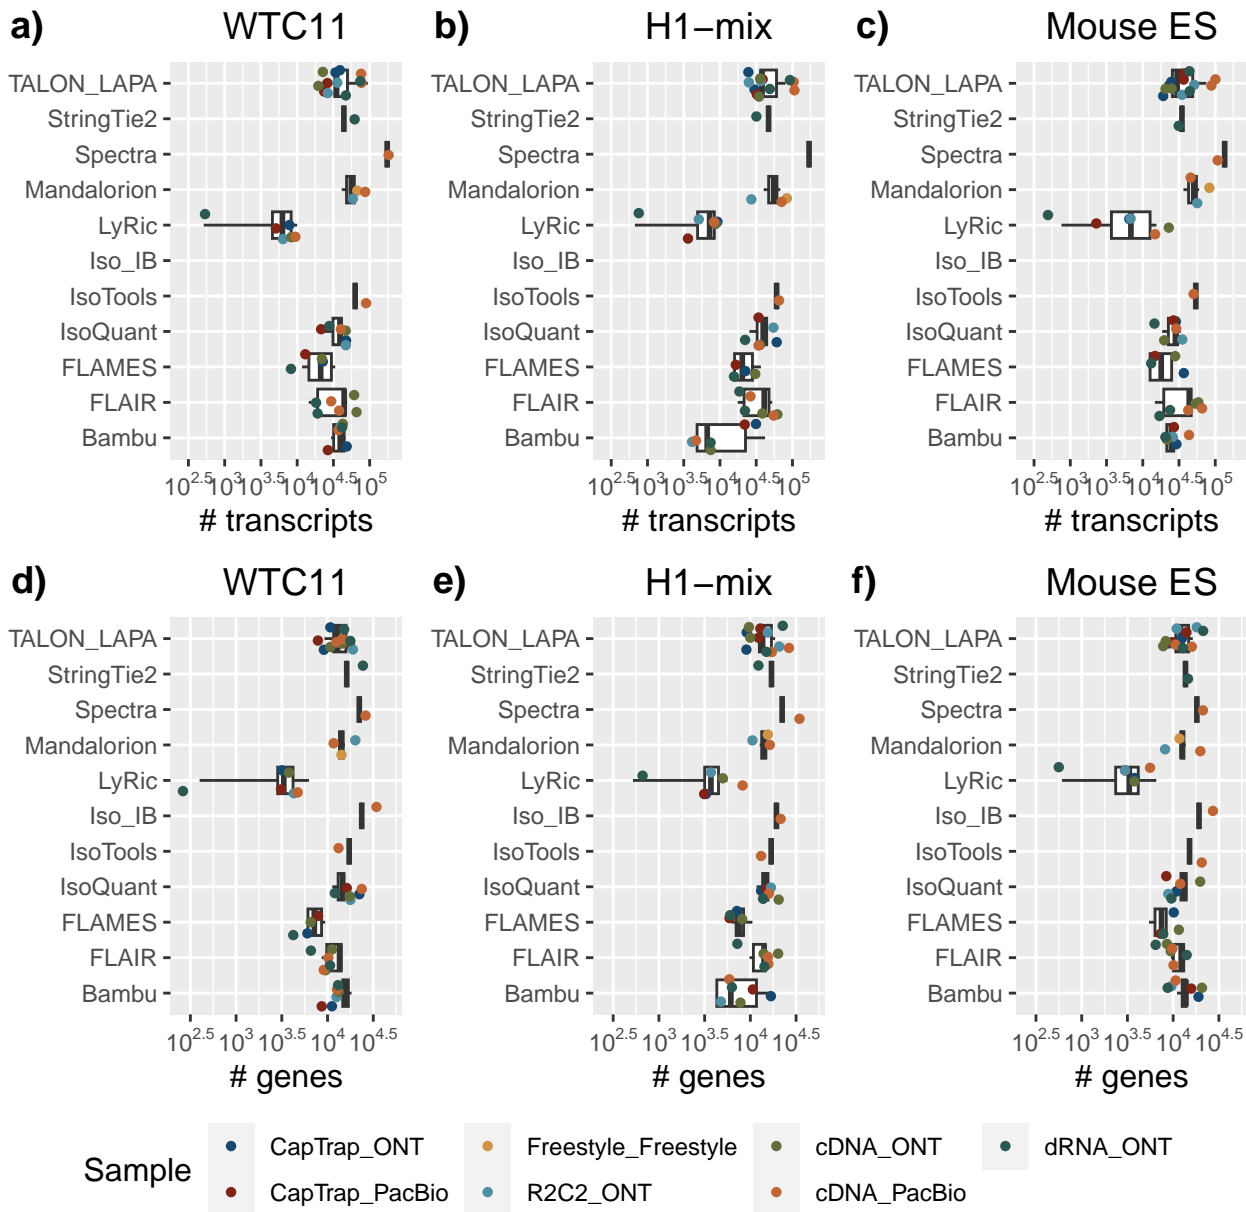 a) WTC11
b) H1−mix
c) Mouse ES
TALON_LAPA
StringTie2
Spectra
Mandalorion
LyRic
Iso_IB
IsoTools
IsoQuant
FLAMES
FLAIR
Bambu
10^2.5 10^3 10^3.5 10^4 10^4.5 10^5
# transcripts
TALON_LAPA
StringTie2
Spectra
Mandalorion
LyRic
Iso_IB
IsoTools
IsoQuant
FLAMES
FLAIR
Bambu
10^2.5 10^3 10^3.5 10^4 10^4.5 10^5
# transcripts
TALON_LAPA
StringTie2
Spectra
Mandalorion
LyRic
Iso_IB
IsoTools
IsoQuant
FLAMES
FLAIR
Bambu
10^2.5 10^3 10^3.5 10^4 10^4.5 10^5
# transcripts
d) WTC11
e) H1−mix
f) Mouse ES
TALON_LAPA
StringTie2
Spectra
Mandalorion
LyRic
Iso_IB
IsoTools
IsoQuant
FLAMES
FLAIR
Bambu
10^2.5 10^3 10^3.5 10^4 10^4.5
# genes
TALON_LAPA
StringTie2
Spectra
Mandalorion
LyRic
Iso_IB
IsoTools
IsoQuant
FLAMES
FLAIR
Bambu
10^2.5 10^3 10^3.5 10^4 10^4.5
# genes
TALON_LAPA
StringTie2
Spectra
Mandalorion
LyRic
Iso_IB
IsoTools
IsoQuant
FLAMES
FLAIR
Bambu
10^2.5 10^3 10^3.5 10^4 10^4.5
# genes
Sample
CapTrap_ONT Freestyle_Freestyle cDNA_ONT dRNA_ONT
CapTrap_PacBio R2C2_ONT cDNA_PacBio